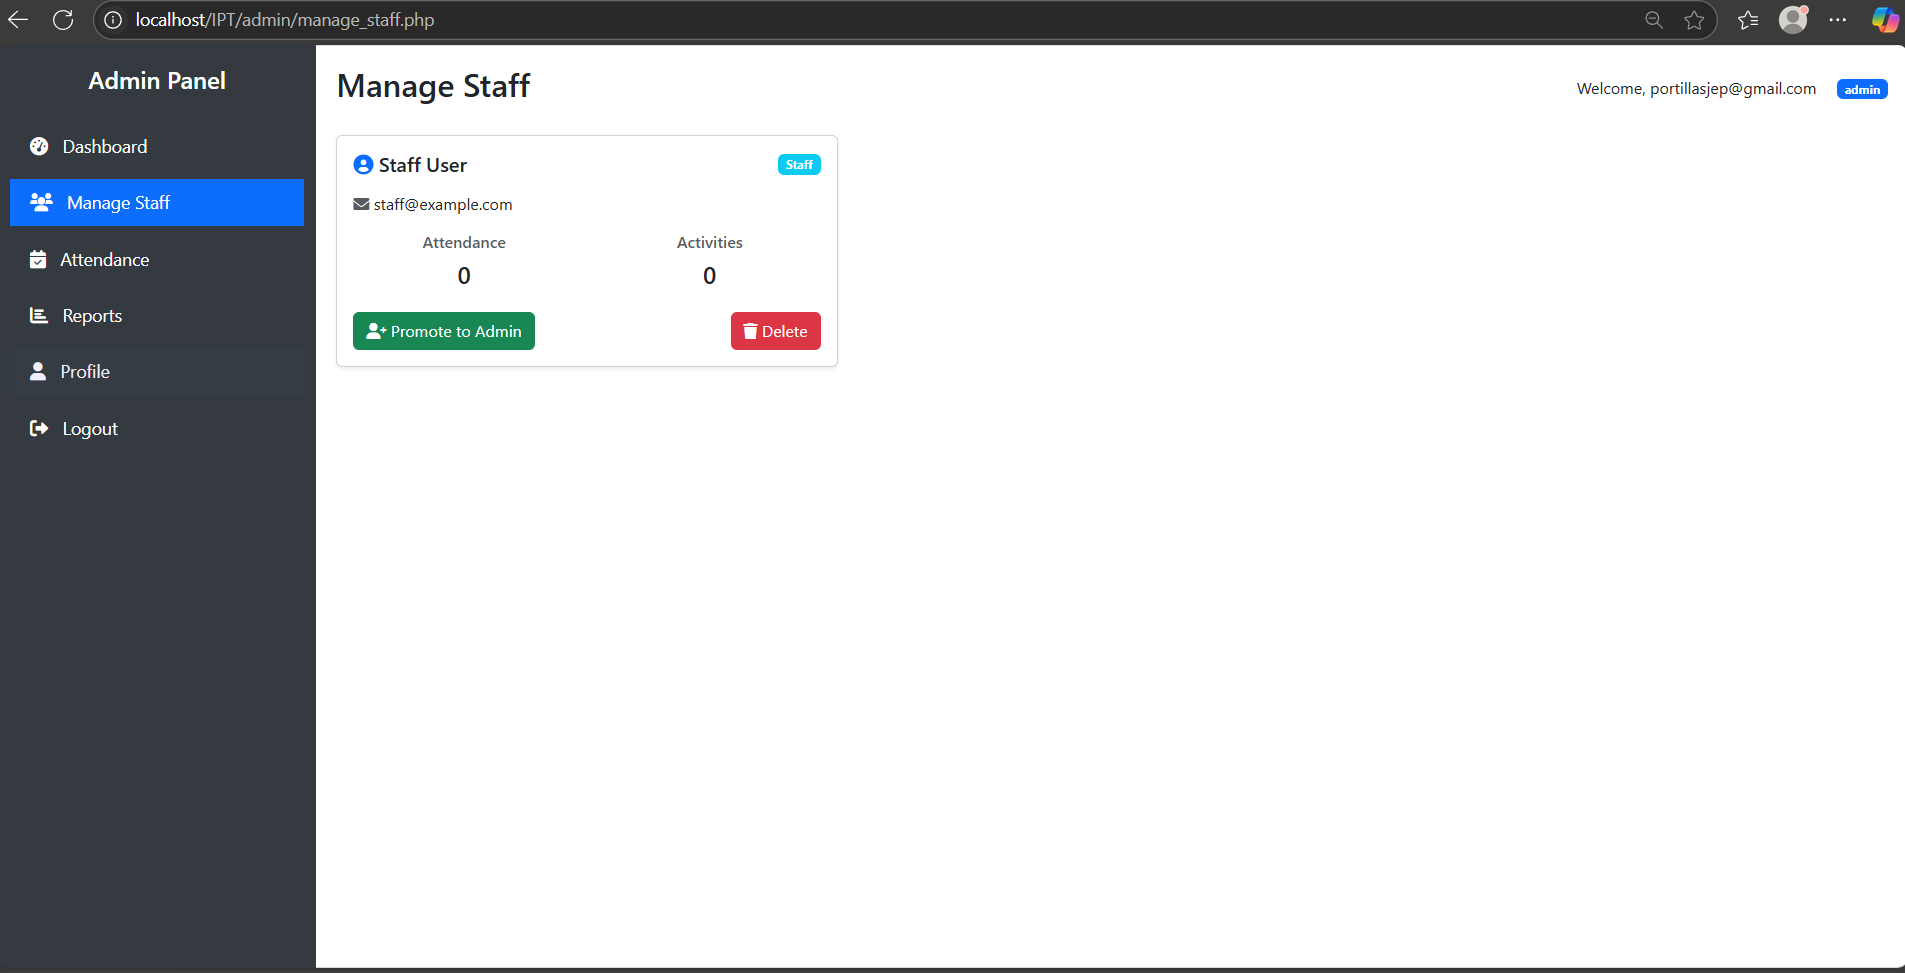 localhost/IPT/admin/manage_staff.php
Admin Panel
Dashboard
Manage Staff
Attendance
Reports
Profile
Logout
Manage Staff
Welcome, portillasjep@gmail.com admin
Staff User Staff
staff@example.com
Attendance Activities
0 0
Promote to Admin Delete